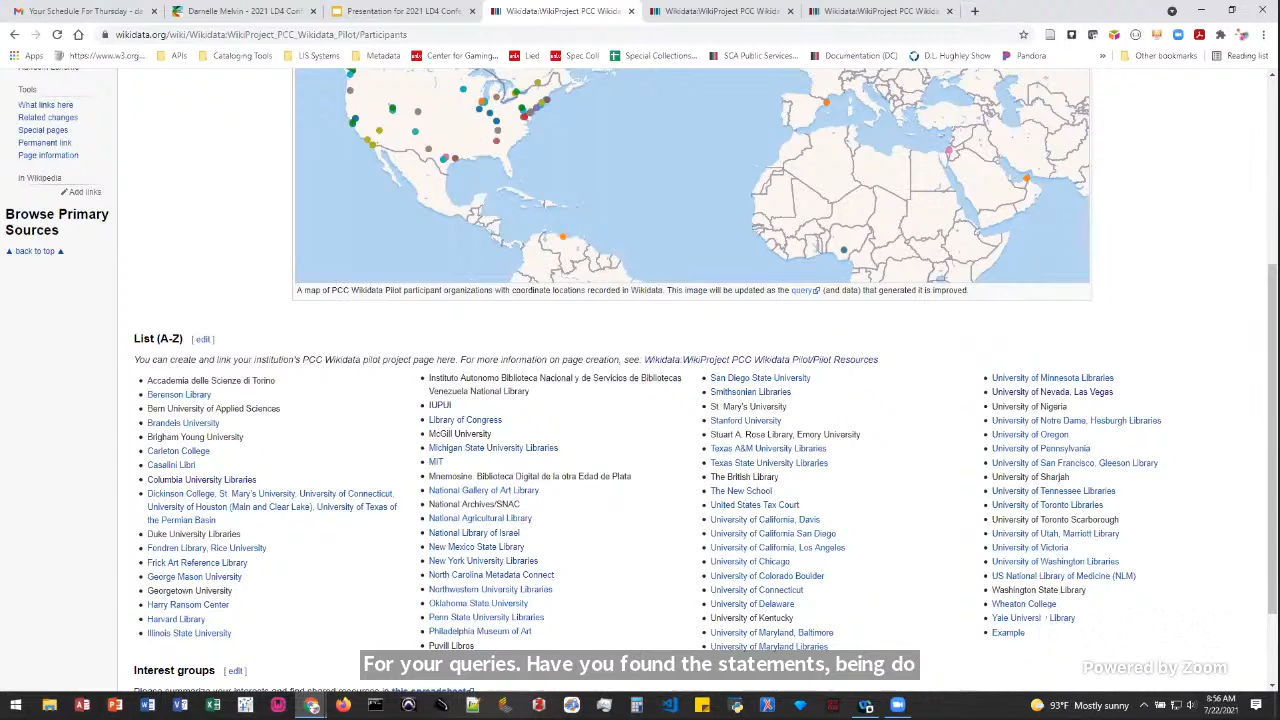 Your Schedule For Thursday - da
Darnelle Melvin - 2021 LD4 Conf
Presentation for 2021 LD4 Config
Wikidata:WikiProject PCC Wikida
Wikidata:WikiProject PCC Wikida
Wikidata:WikiProject PCC Wikida
wikidata.org/wiki/Wikidata:WikiProject_PCC_Wikidata_Pilot/Participants
Apps
https://www.w3.org...
APIs
Cataloging Tools
LIS Systems
Metadata
Center for Gaming...
Lied
Spec Coll
Special Collections...
SCA Public Services...
Documentation (DC)
D.L. Hughley Show
Pandora
Other bookmarks
Reading list
Tools
What links here
Related changes
Special pages
Permanent link
Page information
In Wikipedia
Add links
Browse Primary
Sources
▲ back to top ▲
A map of PCC Wikidata Pilot participant organizations with coordinate locations recorded in Wikidata. This image will be updated as the query (and data) that generated it is improved.
List (A-Z) [ edit ]
You can create and link your institution's PCC Wikidata pilot project page here. For more information on page creation, see: Wikidata:WikiProject PCC Wikidata Pilot/Pilot Resources
Accademia delle Scienze di Torino
Berenson Library
Bern University of Applied Sciences
Brandeis University
Brigham Young University
Carleton College
Casalini Libri
Columbia University Libraries
Dickinson College, St. Mary's University, University of Connecticut,
University of Houston (Main and Clear Lake), University of Texas of
the Permian Basin
Duke University Libraries
Fondren Library, Rice University
Frick Art Reference Library
George Mason University
Georgetown University
Harry Ransom Center
Harvard Library
Illinois State University
Instituto Autonomo Biblioteca Nacional y de Servicios de Bibliotecas
Venezuela National Library
IUPUI
Library of Congress
McGill University
Michigan State University Libraries
MIT
Mnemosine: Biblioteca Digital de la otra Edad de Plata
National Gallery of Art Library
National Archives/SNAC
National Agricultural Library
National Library of Israel
New Mexico State Library
New York University Libraries
North Carolina Metadata Connect
Northwestern University Libraries
Oklahoma State University
Penn State University Libraries
Philadelphia Museum of Art
Puvill Libros
San Diego State University
Smithsonian Libraries
St. Mary's University
Stanford University
Stuart A. Rose Library, Emory University
Texas A&M University Libraries
Texas State University Libraries
The British Library
The New School
United States Tax Court
University of California, Davis
University of California San Diego
University of California, Los Angeles
University of Chicago
University of Colorado Boulder
University of Connecticut
University of Delaware
University of Kentucky
University of Maryland, Baltimore
University of Maryland Libraries
University of Minnesota Libraries
University of Nevada, Las Vegas
University of Nigeria
University of Notre Dame, Hesburgh Libraries
University of Oregon
University of Pennsylvania
University of San Francisco, Gleeson Library
University of Sharjah
University of Tennessee Libraries
University of Toronto Libraries
University of Toronto Scarborough
University of Utah, Marriott Library
University of Victoria
University of Washington Libraries
US National Library of Medicine (NLM)
Washington State Library
Wheaton College
Yale Universi Library
Example
For your queries. Have you found the statements, being do
Powered by Zoom
Interest groups [ edit ]
93°F Mostly sunny
8:56 AM
7/22/2021